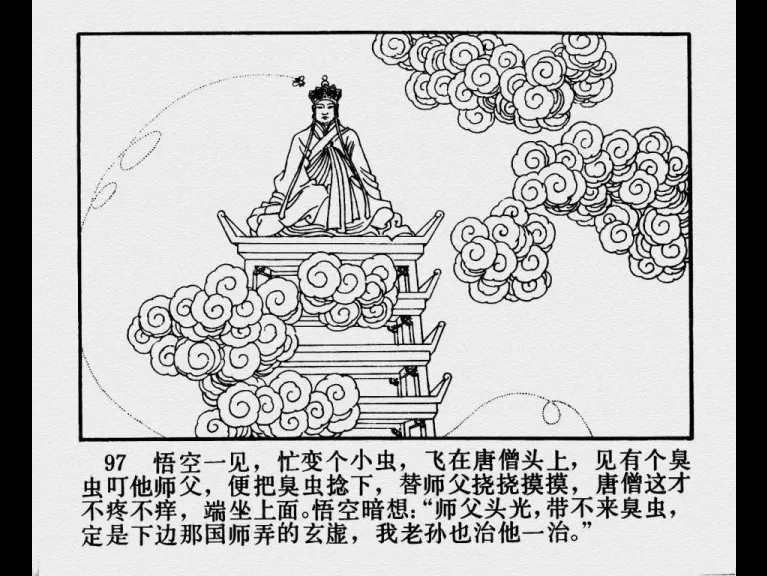 97 悟空一见，忙变个小虫，飞在唐僧头上，见有个臭
虫叮他师父，便把臭虫捻下，替师父挠挠摸摸，唐僧这才
不疼不痒，端坐上面。悟空暗想：“师父头光，带不来臭虫，
定是下边那国师弄的玄虚，我老孙也治他一治。”